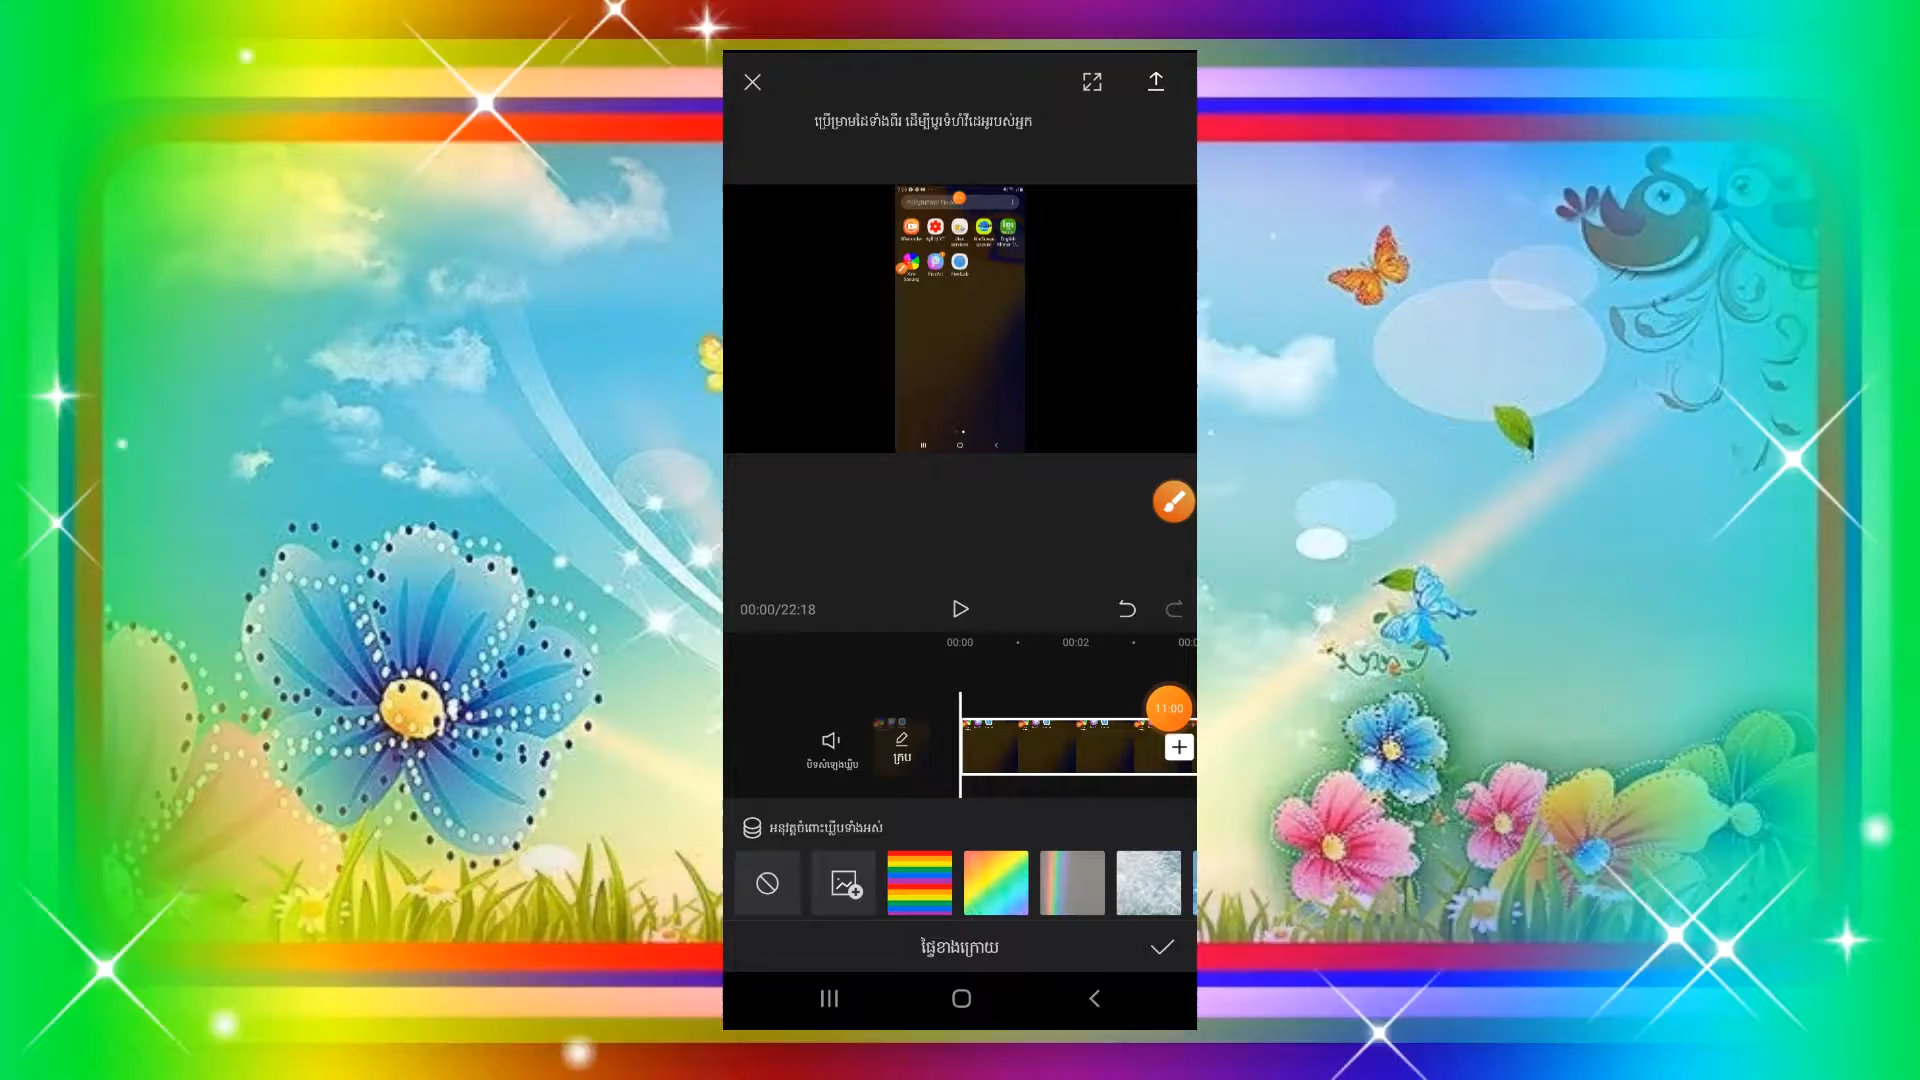 ប្រើម្រាមដៃទាំងពីរ ដើម្បីប្តូរទំហំវីដេអូរបស់អ្នក
00:00/22:18
00:00
00:02
11:00
បិទសំឡេងឃ្លីប
ក្រប
អនុវត្តចំពោះឃ្លីបទាំងអស់
ផ្ទៃខាងក្រោយ